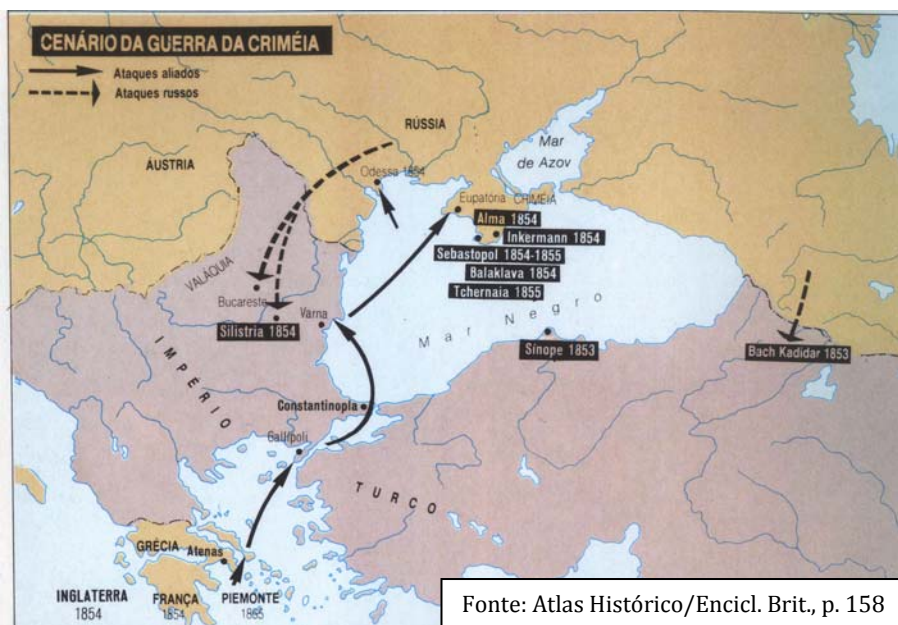 CENÁRIO DA GUERRA DA CRIMÉIA
Ataques aliados
Ataques russos
RÚSSIA
Mar
de Azov
ÁUSTRIA
Odessa 1854
Eupatória CRIMÉIA
Alma 1854
Inkermann 1854
Sebastopol 1854-1855
Balaklava 1854
Tchernaia 1855
VALÁQUIA
Bucareste
Varna
Silistria 1854
Mar Negro
Sínope 1853
Bach Kadidar 1853
IMPÉRIO
Constantinopla
Gallípoli
TURCO
GRÉCIA
Atenas
INGLATERRA
1854
FRANÇA
1854
PIEMONTE
1855
Fonte: Atlas Histórico/Encicl. Brit., p. 158